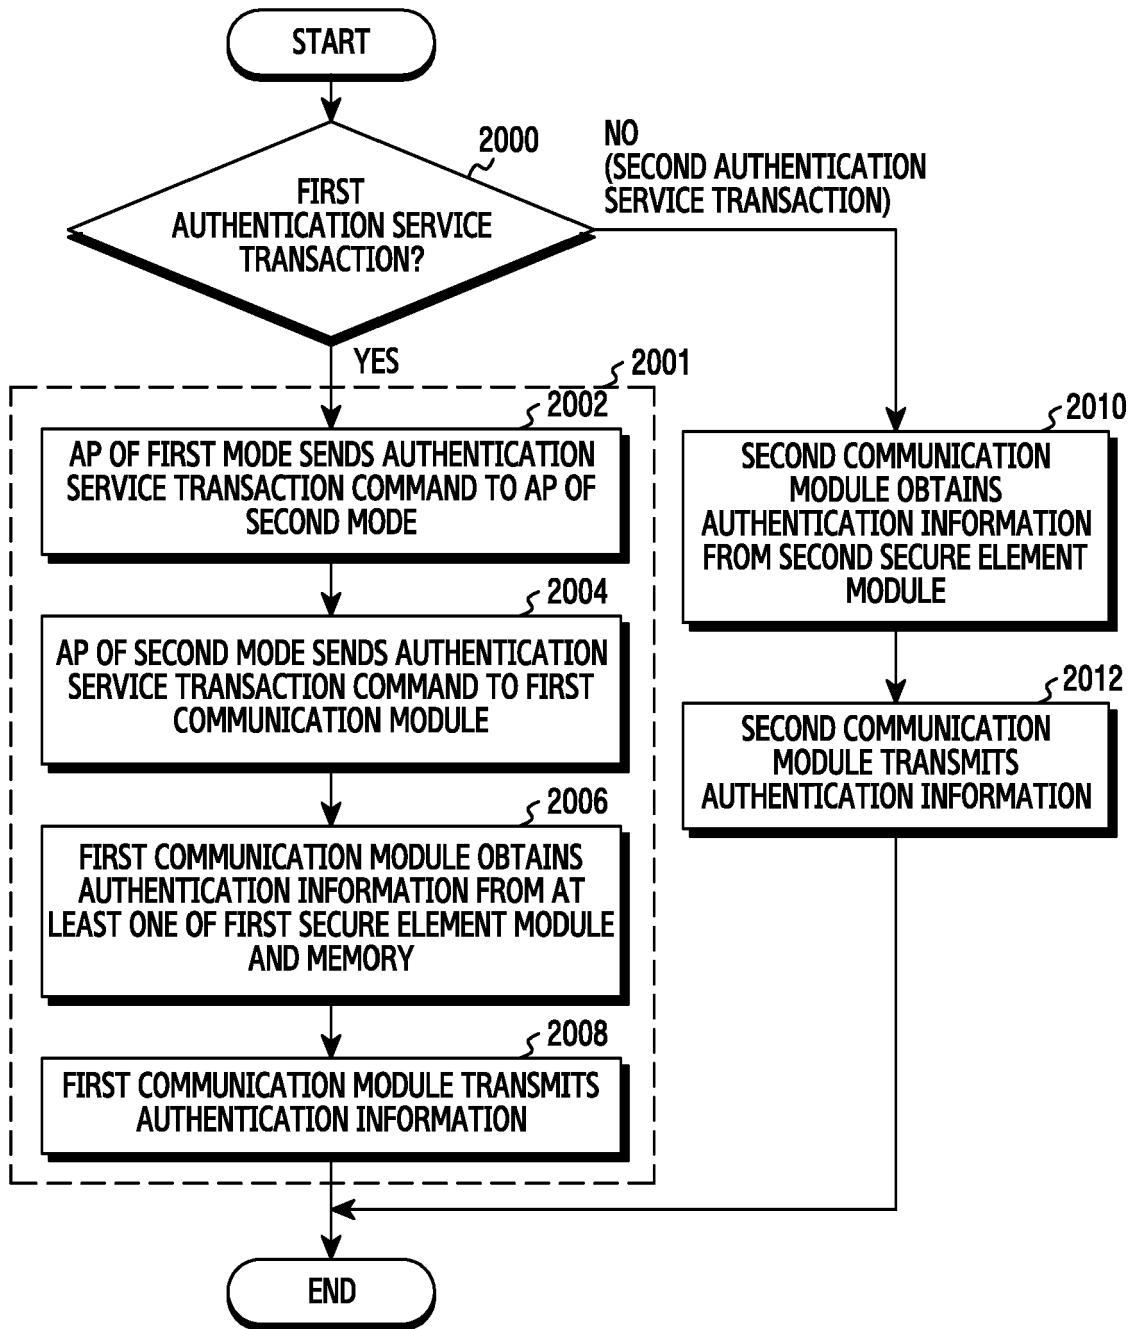 START
2000
FIRST
AUTHENTICATION SERVICE
TRANSACTION?
NO
(SECOND AUTHENTICATION
SERVICE TRANSACTION)
YES
2001
2002
AP OF FIRST MODE SENDS AUTHENTICATION
SERVICE TRANSACTION COMMAND TO AP OF
SECOND MODE
2004
AP OF SECOND MODE SENDS AUTHENTICATION
SERVICE TRANSACTION COMMAND TO FIRST
COMMUNICATION MODULE
2006
FIRST COMMUNICATION MODULE OBTAINS
AUTHENTICATION INFORMATION FROM AT
LEAST ONE OF FIRST SECURE ELEMENT MODULE
AND MEMORY
2008
FIRST COMMUNICATION MODULE TRANSMITS
AUTHENTICATION INFORMATION
2010
SECOND COMMUNICATION
MODULE OBTAINS
AUTHENTICATION INFORMATION
FROM SECOND SECURE ELEMENT
MODULE
2012
SECOND COMMUNICATION
MODULE TRANSMITS
AUTHENTICATION INFORMATION
END